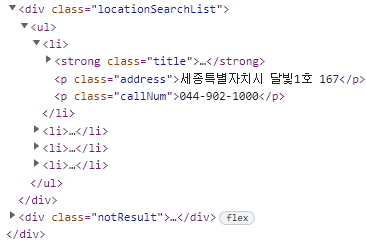 <div class="locationSearchList">
<ul>
<li>
<strong class="title">…</strong>
<p class="address">세종특별자치시 달빛1호 167</p>
<p class="callNum">044-902-1000</p>
</li>
<li>…</li>
<li>…</li>
<li>…</li>
</ul>
</div>
<div class="notResult">…</div> flex
</div>